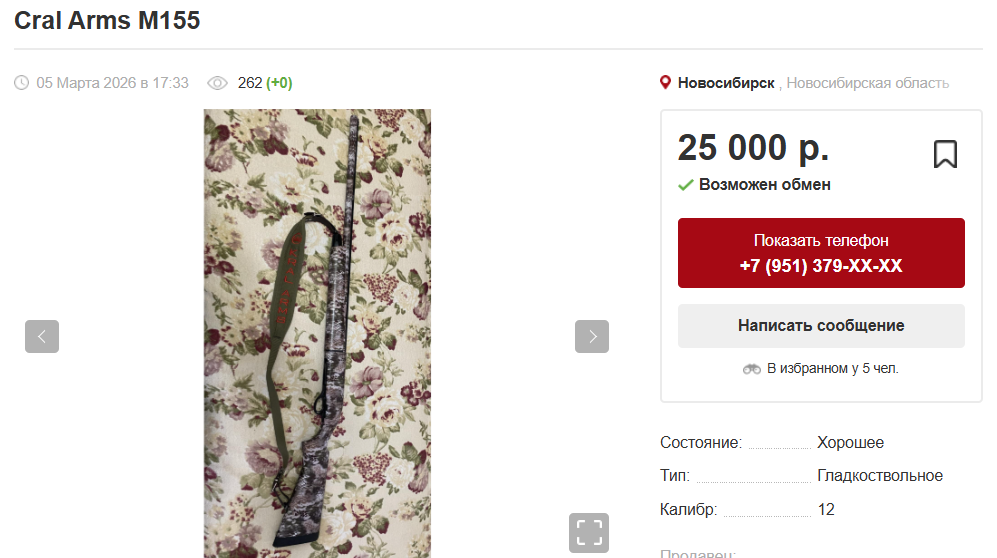 Cral Arms M155
05 Марта 2026 в 17:33
262 (+0)
Новосибирск , Новосибирская область
25 000 р.
Возможен обмен
Показать телефон
+7 (951) 379-XX-XX
Написать сообщение
В избранном у 5 чел.
Состояние: Хорошее
Тип: Гладкоствольное
Калибр: 12
Продавец: